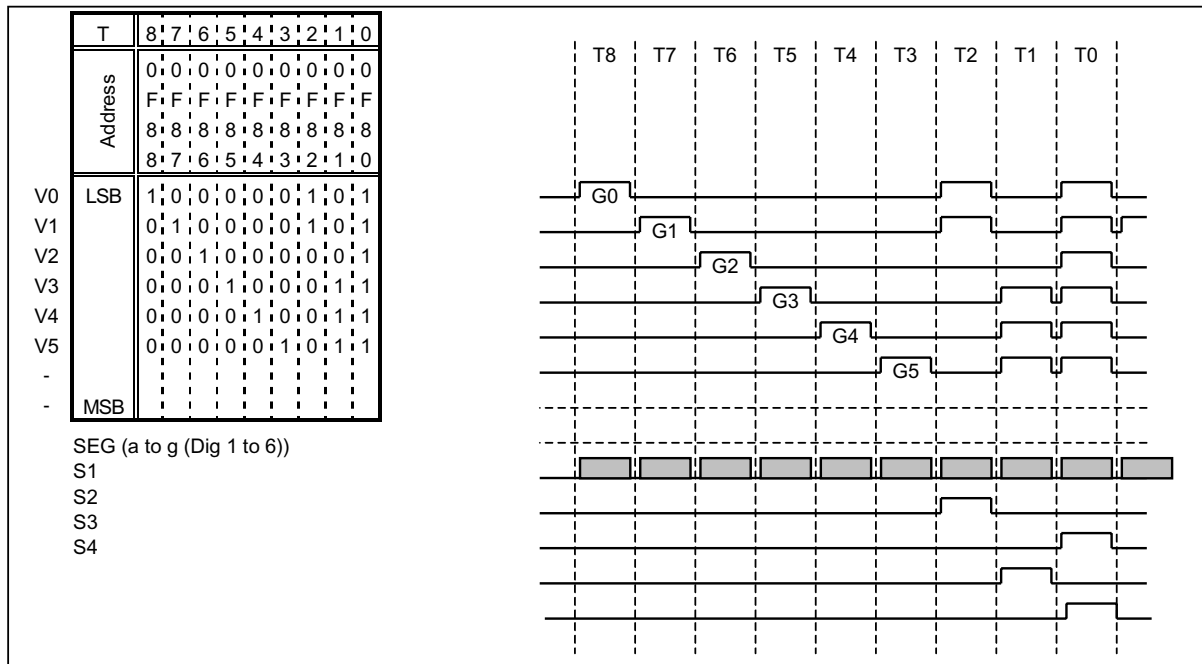 T 8 7 6 5 4 3 2 1 0
Address
0 0 0 0 0 0 0 0 0
F F F F F F F F F
8 8 8 8 8 8 8 8 8
8 7 6 5 4 3 2 1 0
V0 LSB 1 0 0 0 0 0 1 0 1
V1 0 1 0 0 0 0 1 0 1
V2 0 0 1 0 0 0 0 0 1
V3 0 0 0 1 0 0 0 1 1
V4 0 0 0 0 1 0 0 1 1
V5 0 0 0 0 0 1 0 1 1
-
- MSB
SEG (a to g (Dig 1 to 6))
S1
S2
S3
S4
T8 T7 T6 T5 T4 T3 T2 T1 T0
G0
G1
G2
G3
G4
G5